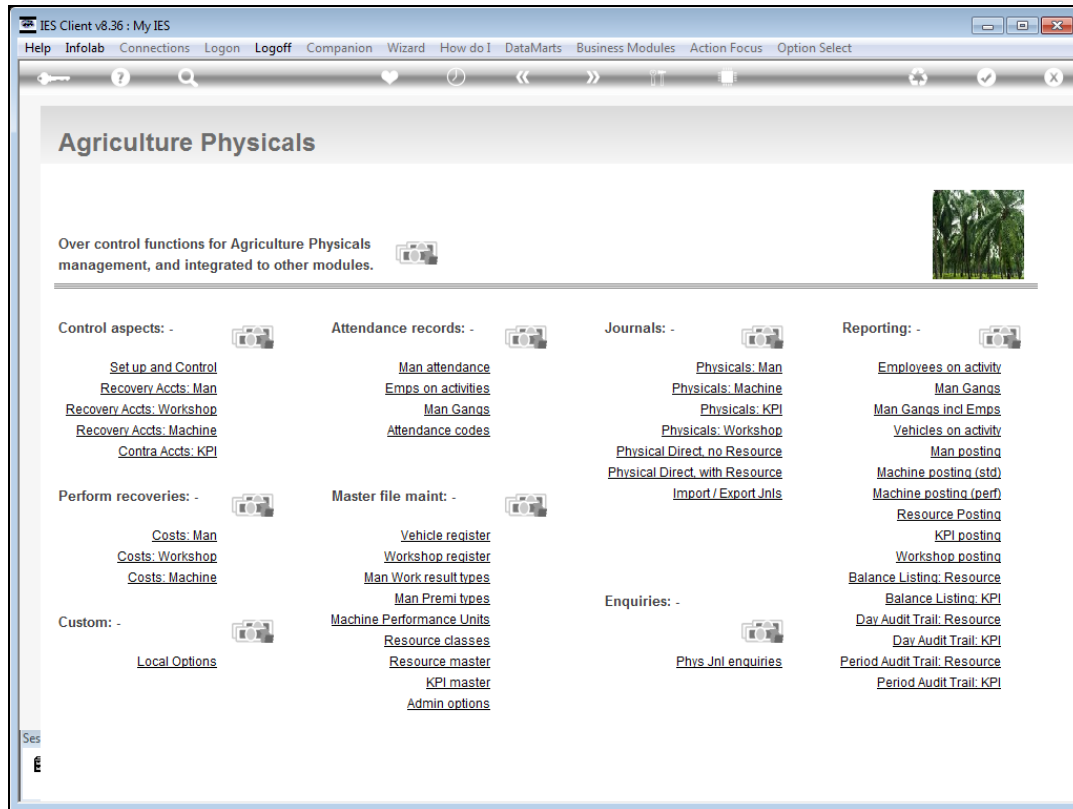 IES Client v8.36 : My IES
Help Infolab Connections Logon Logoff Companion Wizard How do I DataMarts Business Modules Action Focus Option Select
Agriculture Physicals
Over control functions for Agriculture Physicals
management, and integrated to other modules.
Control aspects: -
Set up and Control
Recovery Accts: Man
Recovery Accts: Workshop
Recovery Accts: Machine
Contra Accts: KPI
Perform recoveries: -
Costs: Man
Costs: Workshop
Costs: Machine
Custom: -
Local Options
Attendance records: -
Man attendance
Emps on activities
Man Gangs
Attendance codes
Master file maint: -
Vehicle register
Workshop register
Man Work result types
Man Premi types
Machine Performance Units
Resource classes
Resource master
KPI master
Admin options
Journals: -
Physicals: Man
Physicals: Machine
Physicals: KPI
Physicals: Workshop
Physical Direct, no Resource
Physical Direct, with Resource
Import / Export Jnls
Enquiries: -
Phys Jnl enquiries
Reporting: -
Employees on activity
Man Gangs
Man Gangs incl Emps
Vehicles on activity
Man posting
Machine posting (std)
Machine posting (perf)
Resource Posting
KPI posting
Workshop posting
Balance Listing: Resource
Balance Listing: KPI
Day Audit Trail: Resource
Day Audit Trail: KPI
Period Audit Trail: Resource
Period Audit Trail: KPI
Ses